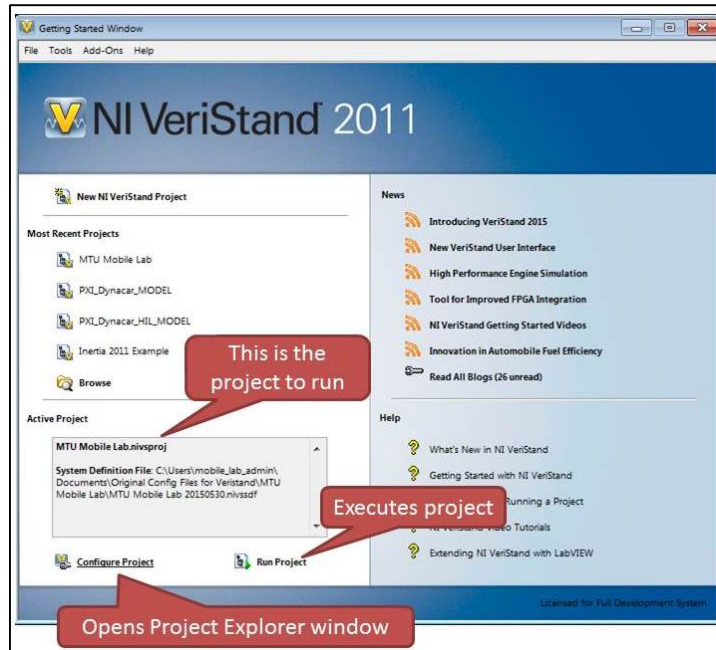 Getting Started Window
File Tools Add-Ons Help
NI VeriStand 2011
New NI VeriStand Project
Most Recent Projects
MTU Mobile Lab
PXI_Dynacar_MODEL
PXI_Dynacar_HIL_MODEL
Inertia 2011 Example
Browse
This is the
project to run
Active Project
MTU Mobile Lab.nivsproj
System Definition File: C:\Users\mobile_lab_admin\
Documents\Original Config Files for Veristand\MTU
Mobile Lab\MTU Mobile Lab 20150530.nivssdf
Configure Project
Run Project
Executes project
Opens Project Explorer window
News
Introducing VeriStand 2015
New VeriStand User Interface
High Performance Engine Simulation
Tool for Improved FPGA Integration
NI VeriStand Getting Started Videos
Innovation in Automobile Fuel Efficiency
Read All Blogs (26 unread)
Help
What's New in NI VeriStand
Getting Started with NI VeriStand
Running a Project
NI VeriStand Video Tutorials
Extending NI VeriStand with LabVIEW
Licensed for Full Development System